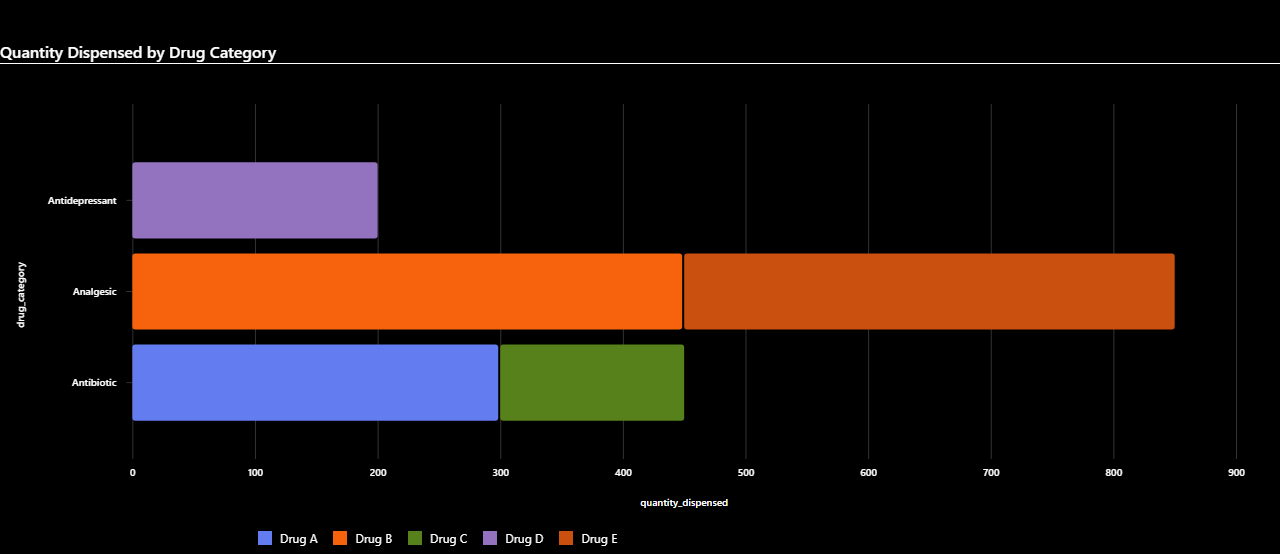 Quantity Dispensed by Drug Category
drug_category
Antidepressant
Analgesic
Antibiotic
0 100 200 300 400 500 600 700 800 900
quantity_dispensed
Drug A Drug B Drug C Drug D Drug E